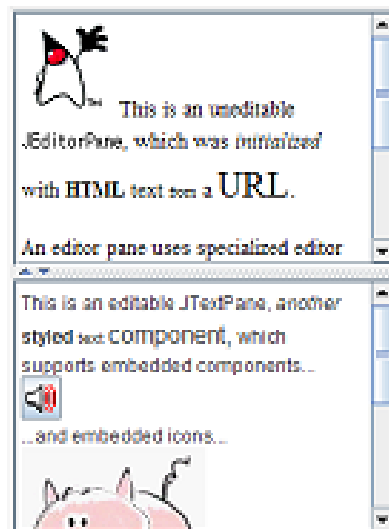 This is an uneditable
JEditorPane, which was initialized
with HTML text from a URL.
An editor pane uses specialized editor
This is an editable JTextPane, another
styled text component, which
supports embedded components...
...and embedded icons...